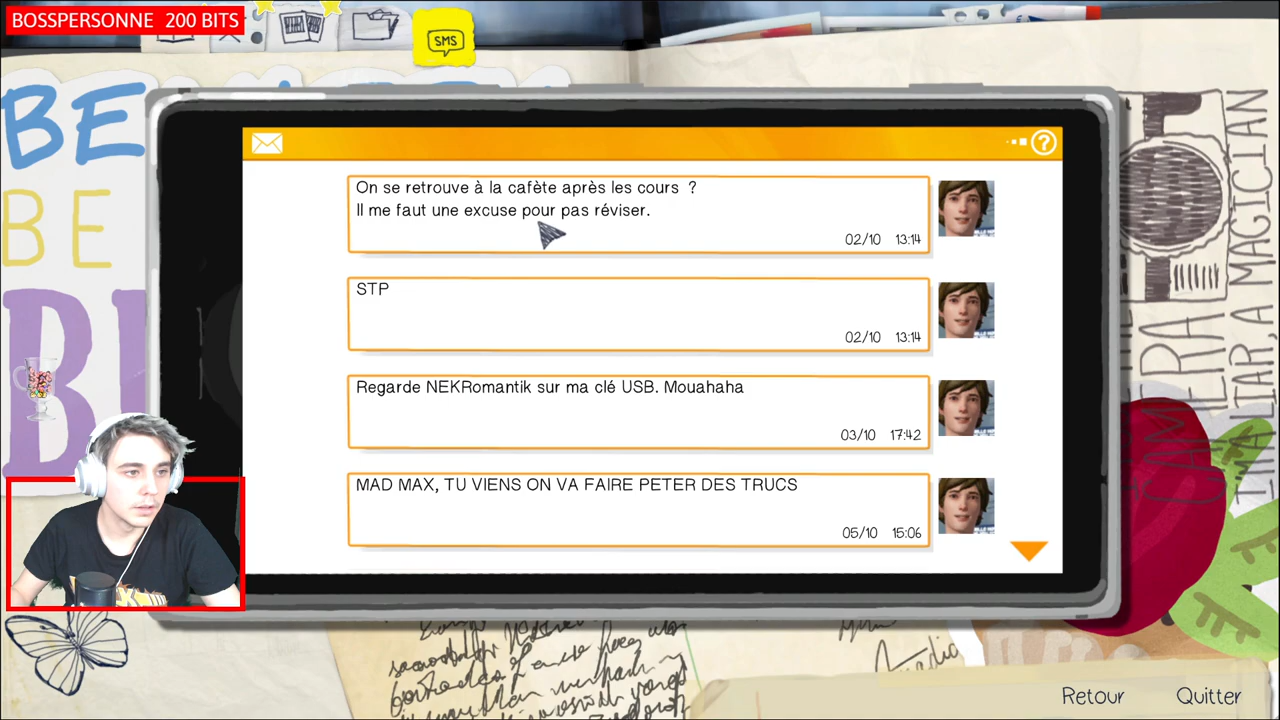 BOSSPERSONNE 200 BITS
SMS
BE
BE
On se retrouve à la cafète après les cours ?
Il me faut une excuse pour pas réviser.
02/10 13:14
STP
02/10 13:14
Regarde NEKRomantik sur ma clé USB. Mouahaha
03/10 17:42
MAD MAX, TU VIENS ON VA FAIRE PETER DES TRUCS
05/10 15:06
CAMERA
LIAR, A MAGICIAN
Retour Quitter